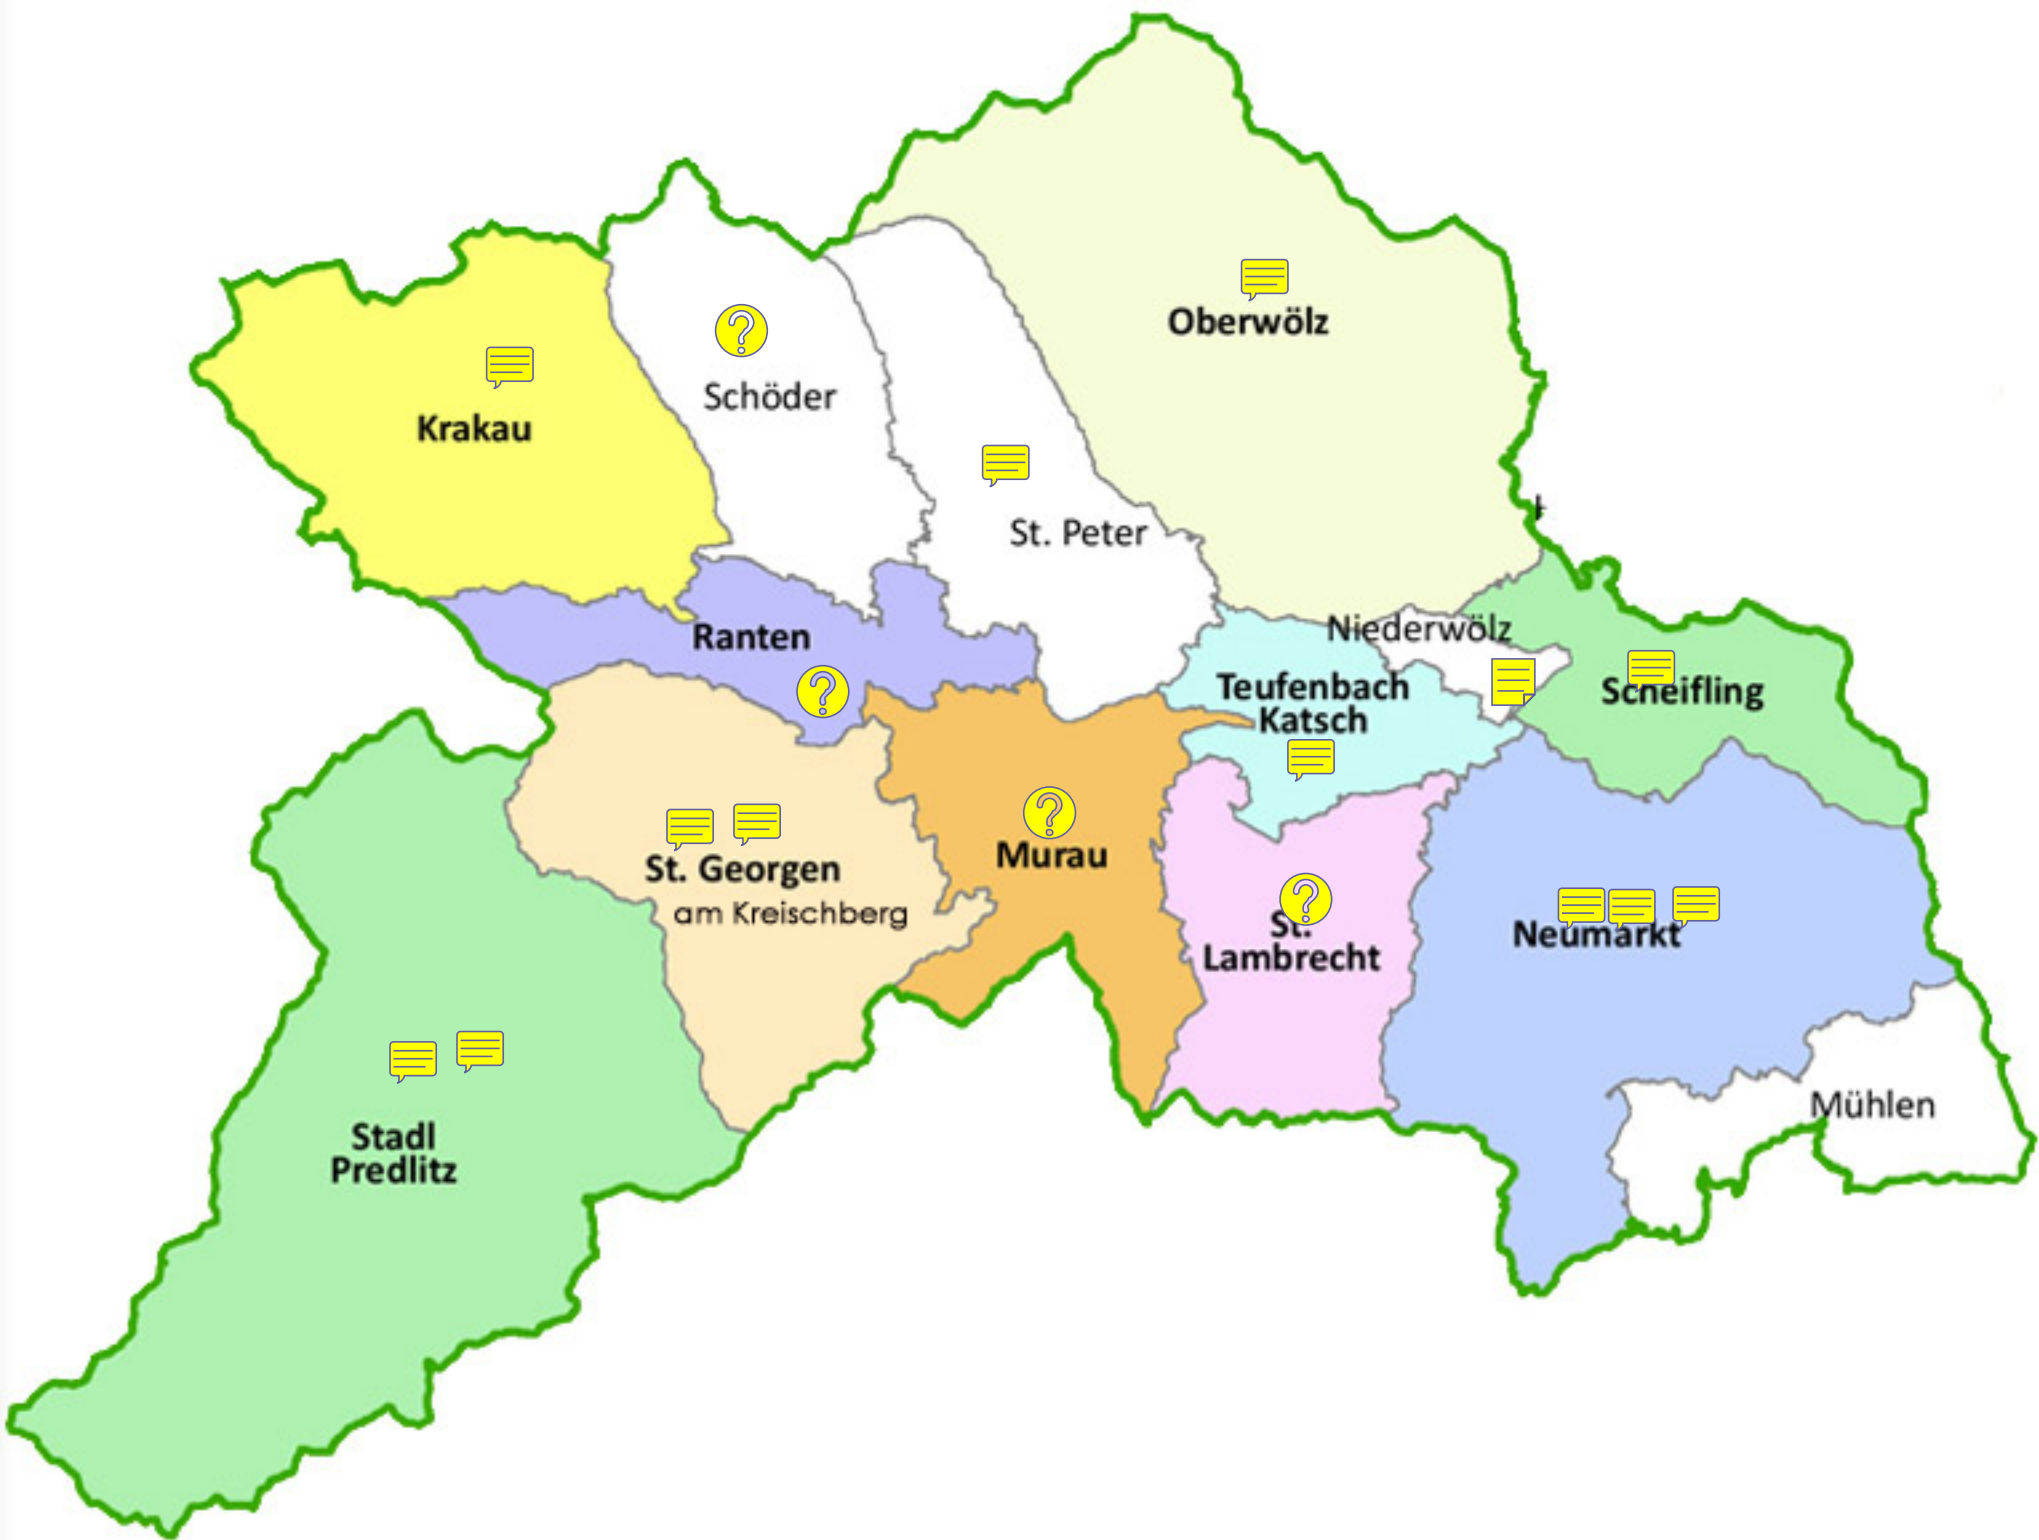 Oberwölz
Schöder
Krakau
St. Peter
Niederwölz
Ranten
Teufenbach
Katsch
Scheifling
Murau
St. Georgen
am Kreischberg
St.
Lambrecht
Neumarkt
Mühlen
Stadl
Predlitz